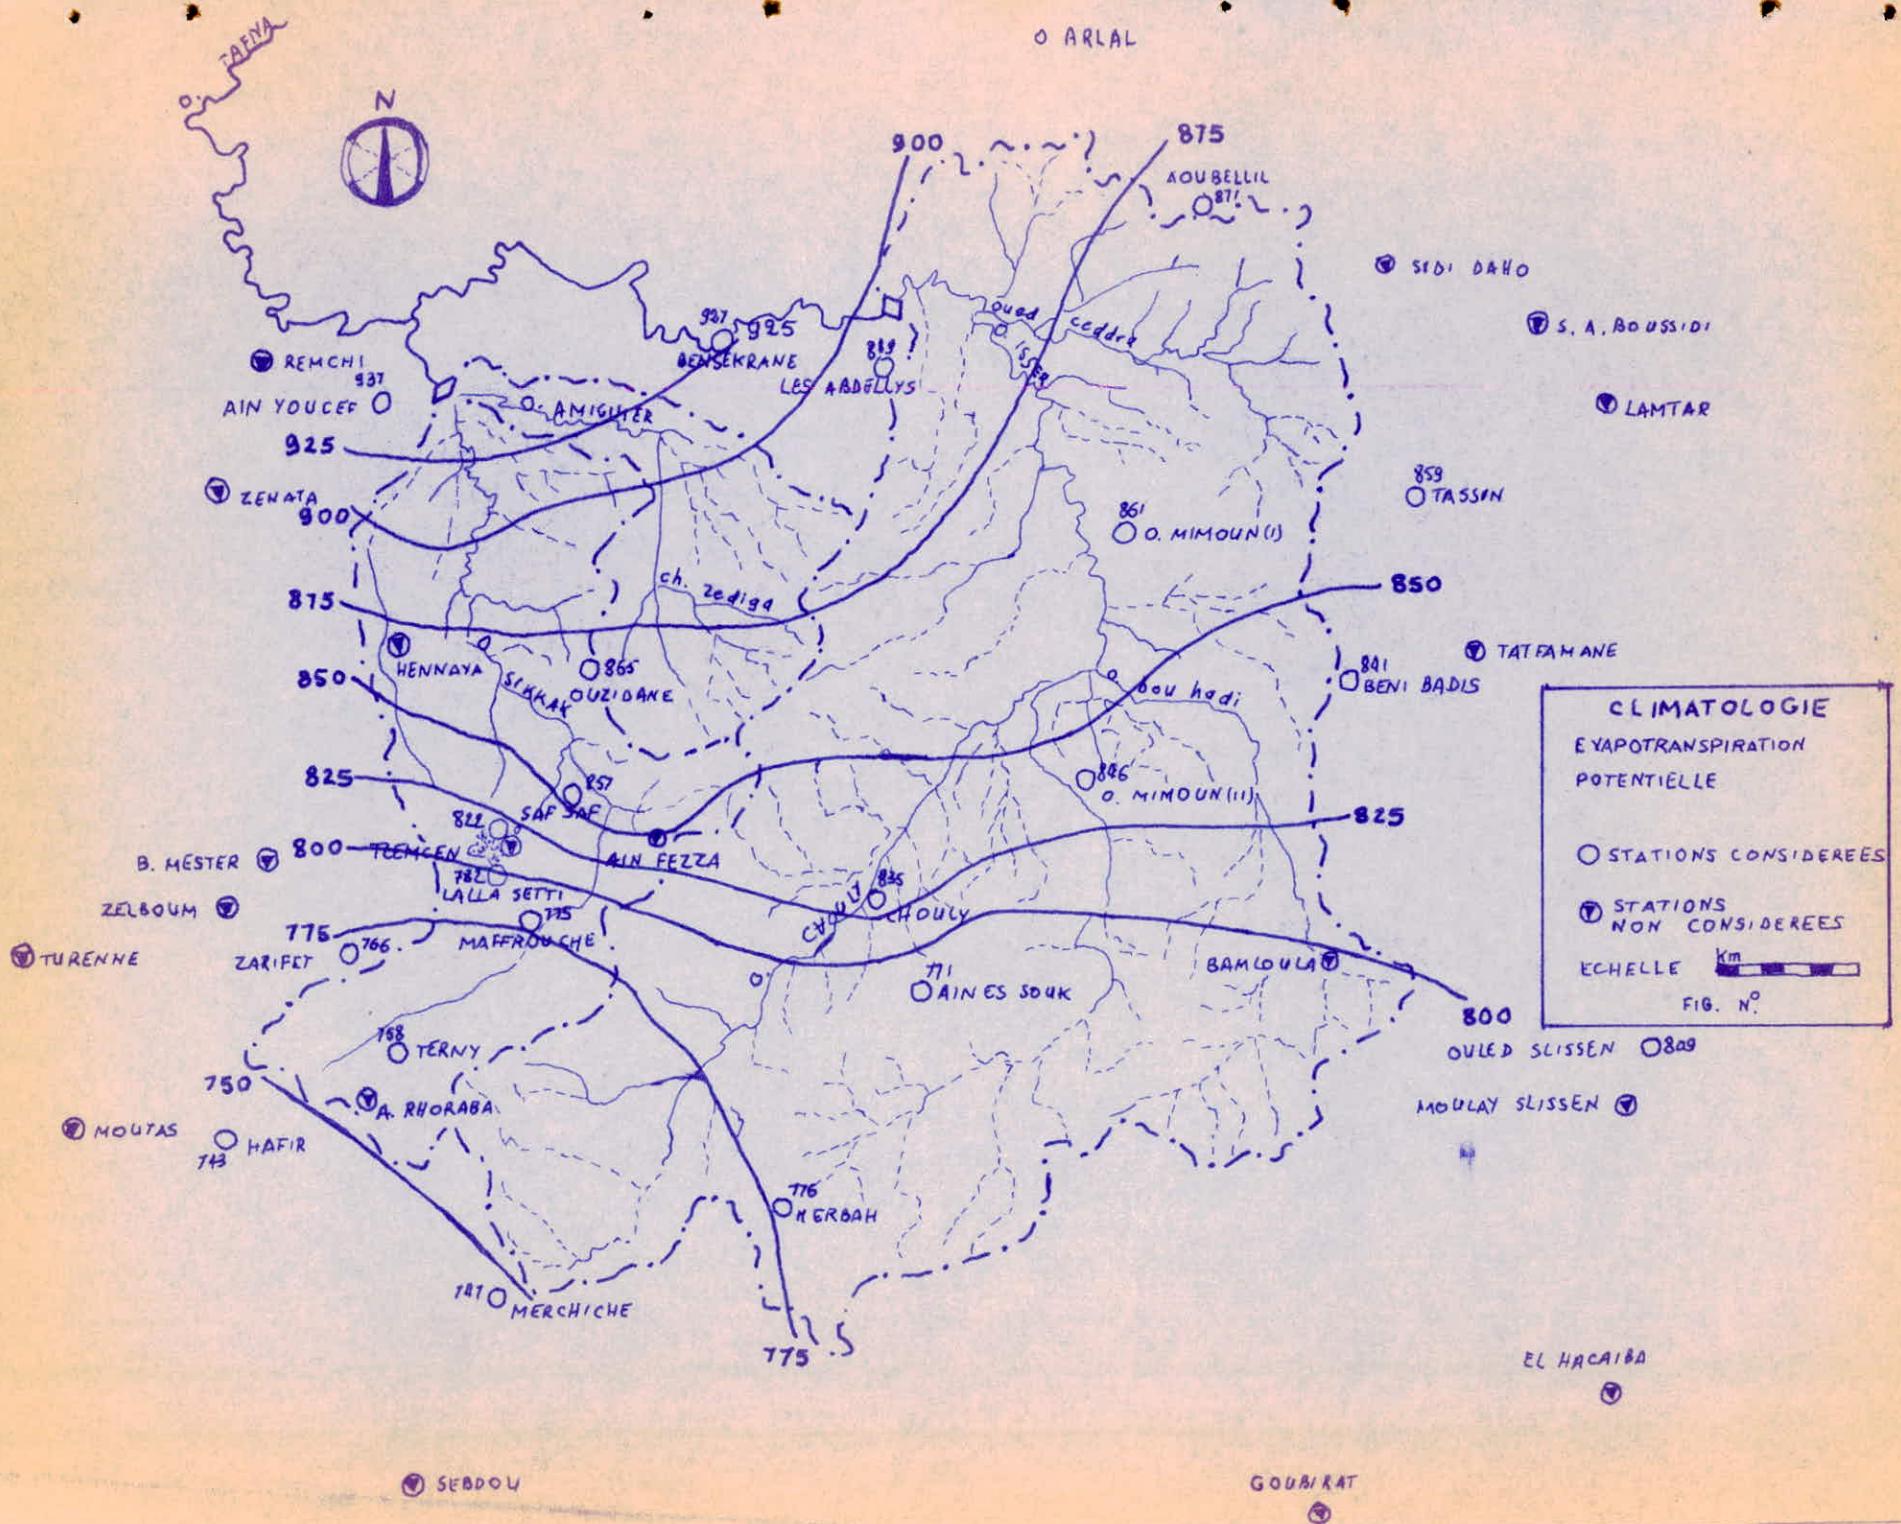 TAFNA
O ARLAL
N
900
875
AOUBELLIL
871
SIDI DAHO
S. A. BOUSSIDI
oued ceddra
isser
REMCHI
937
AIN YOUCEF
925
BENSEKRANE
LES ABDELLYS
AMIGUIER
LAMTAR
925
ZENATA
900
859
TASSIN
861
O. MIMOUN (I)
ch. zediga
875
850
HENNAYA
865
OUZIDANE
SIKKAK
850
TATFAMANE
841
BENI BADIS
bou hadi
CLIMATOLOGIE
EVAPOTRANSPIRATION
POTENTIELLE
825
857
SAF SAF
846
O. MIMOUN (II)
825
822
TLEMCEN
800
B. MESTER
AIN FEZZA
STATIONS CONSIDEREES
782
LALLA SETTI
835
CHOULY
CHOULY
ZELBOUM
STATIONS
NON CONSIDEREES
775
775
MAFFROUCHE
ZARIFET
766
TURENNE
BAMLOULA
771
AIN ES SOUK
ECHELLE
Km
FIG. N°
800
758
TERNY
OULED SLISSEN
809
750
A. RHORABA
MOULAY SLISSEN
MOUTAS
743
HAFIR
776
MERBAH
747
MERCHICHE
775
EL HACAIBA
SEBDOU
GOUBIRAT